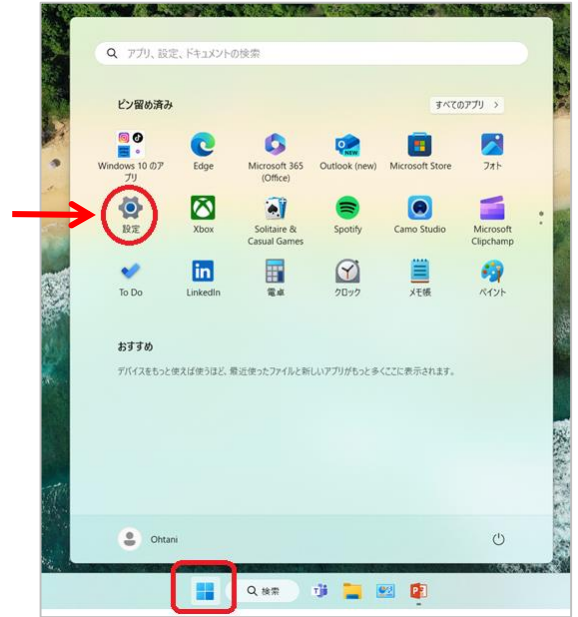 アプリ、設定、ドキュメントの検索
ピン留め済み
すべてのアプリ >
Windows 10 のア
プリ
Edge
Microsoft 365
(Office)
Outlook (new)
Microsoft Store
フォト
設定
Xbox
Solitaire &
Casual Games
Spotify
Camo Studio
Microsoft
Clipchamp
To Do
LinkedIn
電卓
クロック
メモ帳
ペイント
おすすめ
デバイスをもっと使えば使うほど、最近使ったファイルと新しいアプリがもっと多くここに表示されます。
Ohtani
検索